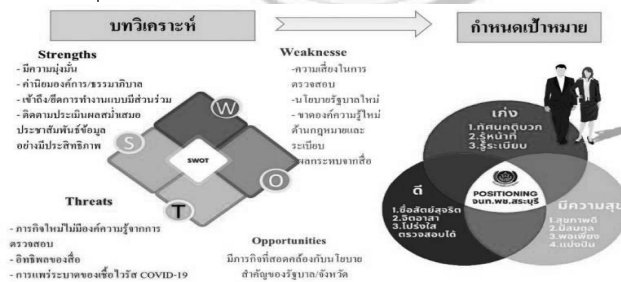 บทวิเคราะห์
กำหนดเป้าหมาย
Strengths
- มีความมุ่งมั่น
- ค่านิยมองค์การ/ธรรมาภิบาล
- เข้าถึง/ยึดการทำงานแบบมีส่วนร่วม
- ติดตามประเมินผลสม่ำเสมอ
ประชาสัมพันธ์ข้อมูล
อย่างมีประสิทธิภาพ
Weaknesse
-ความเสี่ยงในการ
ตรวจสอบ
-นโยบายรัฐบาลใหม่
- ขาดองค์ความรู้ใหม่
ด้านกฎหมายและ
ระเบียบ
ผลกระทบจากสื่อ
S
W
SWOT
T
O
Threats
- ภารกิจใหม่ไม่มีองค์ความรู้จากการ
ตรวจสอบ
- อิทธิพลของสื่อ
- การแพร่ระบาดของเชื้อไวรัส COVID-19
Opportunities
มีภารกิจที่สอดคล้องกับนโยบาย
สำคัญของรัฐบาล/จังหวัด
เก่ง
1.ทัศนคติบวก
2.รู้หน้าที่
3.รู้ระเบียบ
POSITIONING
จนท.พช.สระบุรี
ดี
1.ซื่อสัตย์สุจริต
2.จิตอาสา
3.โปร่งใส
ตรวจสอบได้
มีความสุข
1.สุขภาพดี
2.มีสมดุล
3.พอเพียง
4.แบ่งปัน